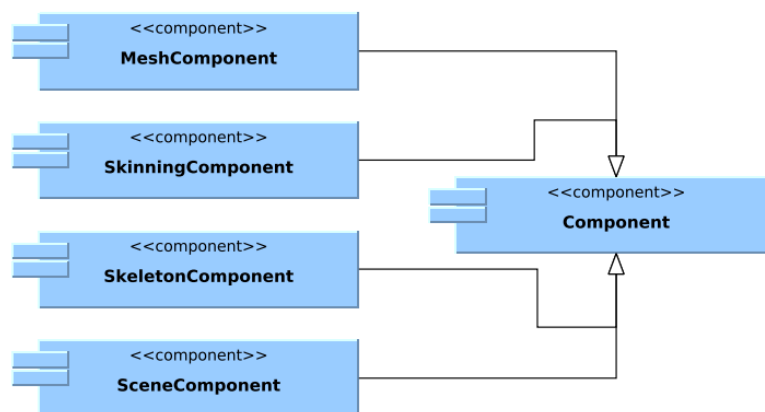 <<component>>
MeshComponent
<<component>>
SkinningComponent
<<component>>
Component
<<component>>
SkeletonComponent
<<component>>
SceneComponent